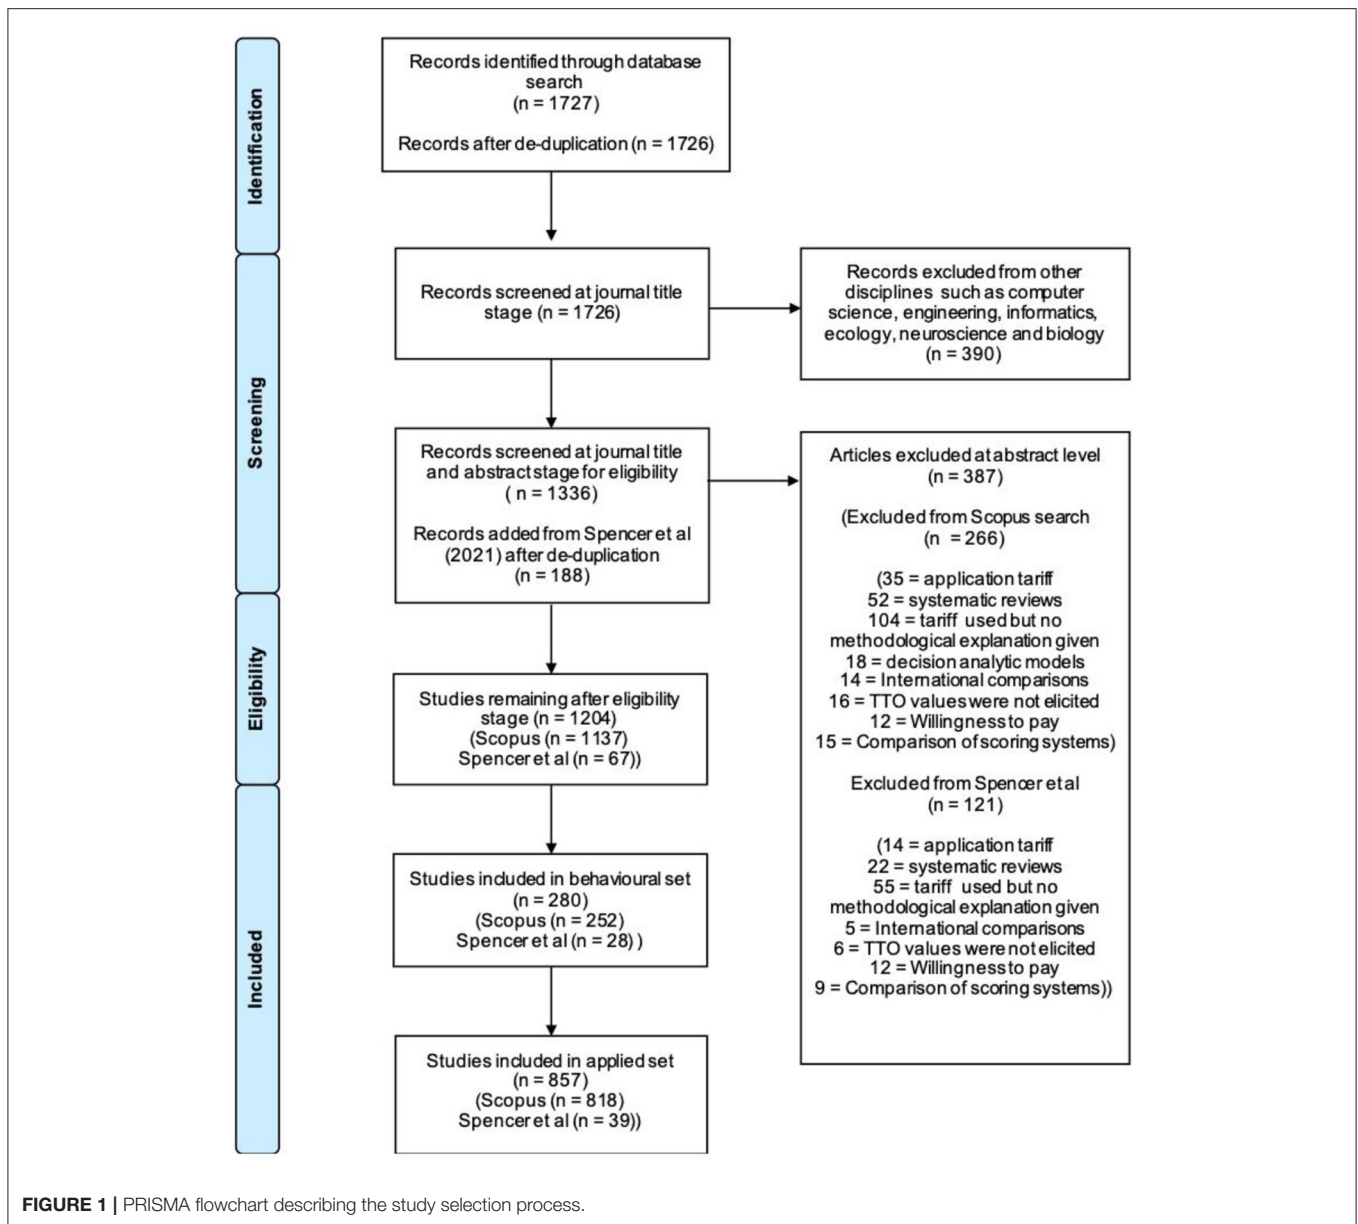 Identification
Records identified through database
search
(n = 1727)
Records after de-duplication (n = 1726)
Screening
Records screened at journal title
stage (n = 1726)
Records excluded from other
disciplines such as computer
science, engineering, informatics,
ecology, neuroscience and biology
(n = 390)
Records screened at journal title
and abstract stage for eligibility
( n = 1336)
Records added from Spencer et al
(2021) after de-duplication
(n = 188)
Articles excluded at abstract level
(n = 387)
(Excluded from Scopus search
(n = 266)
(35 = application tariff
52 = systematic reviews
104 = tariff used but no
methodological explanation given
18 = decision analytic models
14 = International comparisons
16 = TTO values were not elicited
12 = Willingness to pay
15 = Comparison of scoring systems)
Excluded from Spencer et al
(n = 121)
(14 = application tariff
22 = systematic reviews
55 = tariff used but no
methodological explanation given
5 = International comparisons
6 = TTO values were not elicited
12 = Willingness to pay
9 = Comparison of scoring systems))
Eligibility
Studies remaining after eligibility
stage (n = 1204)
(Scopus (n = 1137)
Spencer et al (n = 67))
Included
Studies included in behavioural set
(n = 280)
(Scopus (n = 252)
Spencer et al (n = 28) )
Studies included in applied set
(n = 857)
(Scopus (n = 818)
Spencer et al (n = 39))
FIGURE 1 | PRISMA flowchart describing the study selection process.